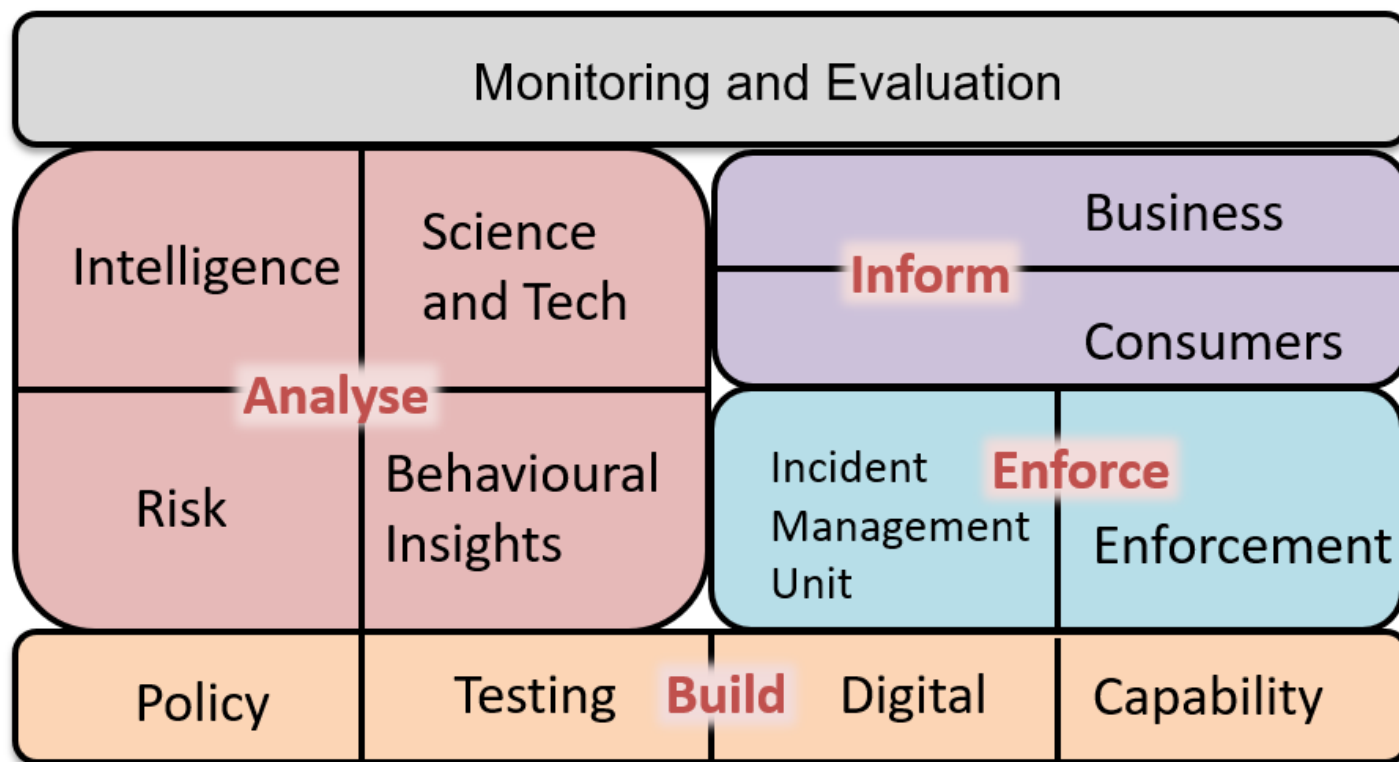 Monitoring and Evaluation
Intelligence
Science
and Tech
Analyse
Risk
Behavioural
Insights
Business
Inform
Consumers
Incident
Management
Unit
Enforce
Enforcement
Policy
Testing
Build
Digital
Capability